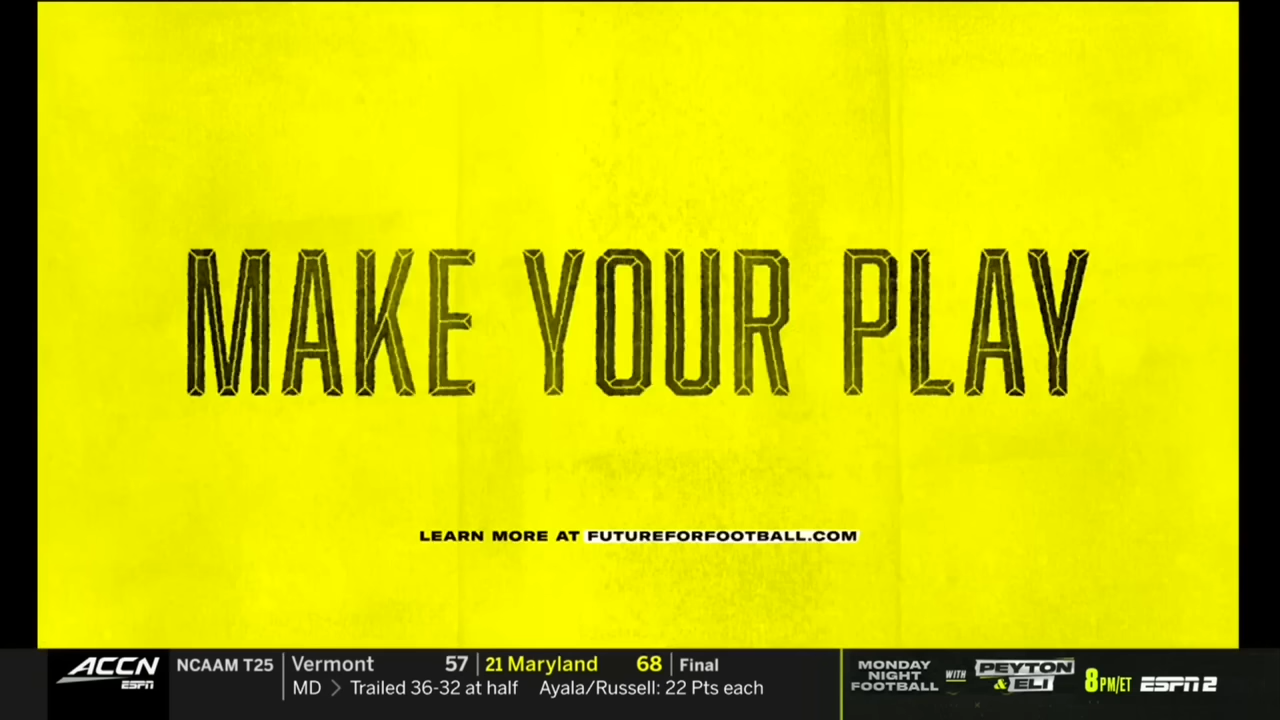 MAKE YOUR PLAY
LEARN MORE AT FUTUREFORFOOTBALL.COM
ACCN
ESPN
NCAAM T25
Vermont 57
21 Maryland 68
Final
MD > Trailed 36-32 at half Ayala/Russell: 22 Pts each
MONDAY
NIGHT
FOOTBALL
WITH
PEYTON
& ELI
8PM/ET
ESPN2